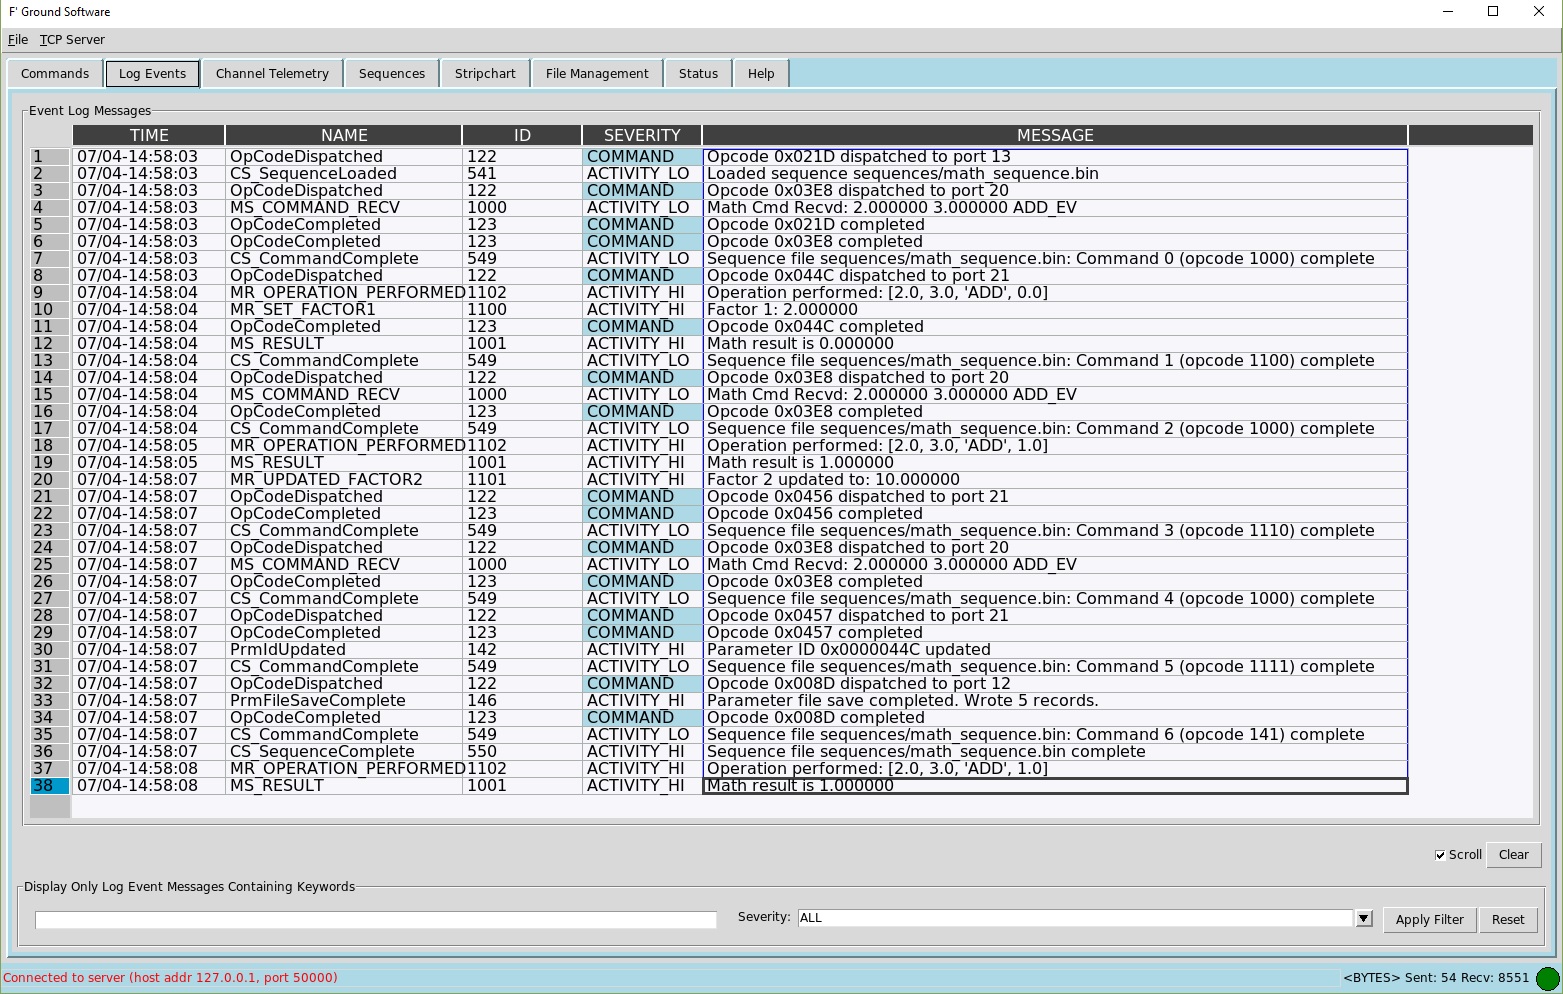 F' Ground Software
File TCP Server
Commands Log Events Channel Telemetry Sequences Stripchart File Management Status Help
Event Log Messages
TIME NAME ID SEVERITY MESSAGE
1 07/04-14:58:03 OpCodeDispatched 122 COMMAND Opcode 0x021D dispatched to port 13
2 07/04-14:58:03 CS_SequenceLoaded 541 ACTIVITY_LO Loaded sequence sequences/math_sequence.bin
3 07/04-14:58:03 OpCodeDispatched 122 COMMAND Opcode 0x03E8 dispatched to port 20
4 07/04-14:58:03 MS_COMMAND_RECV 1000 ACTIVITY_LO Math Cmd Recvd: 2.000000 3.000000 ADD_EV
5 07/04-14:58:03 OpCodeCompleted 123 COMMAND Opcode 0x021D completed
6 07/04-14:58:03 OpCodeCompleted 123 COMMAND Opcode 0x03E8 completed
7 07/04-14:58:03 CS_CommandComplete 549 ACTIVITY_LO Sequence file sequences/math_sequence.bin: Command 0 (opcode 1000) complete
8 07/04-14:58:04 OpCodeDispatched 122 COMMAND Opcode 0x044C dispatched to port 21
9 07/04-14:58:04 MR_OPERATION_PERFORMED 1102 ACTIVITY_HI Operation performed: [2.0, 3.0, 'ADD', 0.0]
10 07/04-14:58:04 MR_SET_FACTOR1 1100 ACTIVITY_HI Factor 1: 2.000000
11 07/04-14:58:04 OpCodeCompleted 123 COMMAND Opcode 0x044C completed
12 07/04-14:58:04 MS_RESULT 1001 ACTIVITY_HI Math result is 0.000000
13 07/04-14:58:04 CS_CommandComplete 549 ACTIVITY_LO Sequence file sequences/math_sequence.bin: Command 1 (opcode 1100) complete
14 07/04-14:58:04 OpCodeDispatched 122 COMMAND Opcode 0x03E8 dispatched to port 20
15 07/04-14:58:04 MS_COMMAND_RECV 1000 ACTIVITY_LO Math Cmd Recvd: 2.000000 3.000000 ADD_EV
16 07/04-14:58:04 OpCodeCompleted 123 COMMAND Opcode 0x03E8 completed
17 07/04-14:58:04 CS_CommandComplete 549 ACTIVITY_LO Sequence file sequences/math_sequence.bin: Command 2 (opcode 1000) complete
18 07/04-14:58:05 MR_OPERATION_PERFORMED 1102 ACTIVITY_HI Operation performed: [2.0, 3.0, 'ADD', 1.0]
19 07/04-14:58:05 MS_RESULT 1001 ACTIVITY_HI Math result is 1.000000
20 07/04-14:58:07 MR_UPDATED_FACTOR2 1101 ACTIVITY_HI Factor 2 updated to: 10.000000
21 07/04-14:58:07 OpCodeDispatched 122 COMMAND Opcode 0x0456 dispatched to port 21
22 07/04-14:58:07 OpCodeCompleted 123 COMMAND Opcode 0x0456 completed
23 07/04-14:58:07 CS_CommandComplete 549 ACTIVITY_LO Sequence file sequences/math_sequence.bin: Command 3 (opcode 1110) complete
24 07/04-14:58:07 OpCodeDispatched 122 COMMAND Opcode 0x03E8 dispatched to port 20
25 07/04-14:58:07 MS_COMMAND_RECV 1000 ACTIVITY_LO Math Cmd Recvd: 2.000000 3.000000 ADD_EV
26 07/04-14:58:07 OpCodeCompleted 123 COMMAND Opcode 0x03E8 completed
27 07/04-14:58:07 CS_CommandComplete 549 ACTIVITY_LO Sequence file sequences/math_sequence.bin: Command 4 (opcode 1000) complete
28 07/04-14:58:07 OpCodeDispatched 122 COMMAND Opcode 0x0457 dispatched to port 21
29 07/04-14:58:07 OpCodeCompleted 123 COMMAND Opcode 0x0457 completed
30 07/04-14:58:07 PrmIdUpdated 142 ACTIVITY_HI Parameter ID 0x0000044C updated
31 07/04-14:58:07 CS_CommandComplete 549 ACTIVITY_LO Sequence file sequences/math_sequence.bin: Command 5 (opcode 1111) complete
32 07/04-14:58:07 OpCodeDispatched 122 COMMAND Opcode 0x008D dispatched to port 12
33 07/04-14:58:07 PrmFileSaveComplete 146 ACTIVITY_HI Parameter file save completed. Wrote 5 records.
34 07/04-14:58:07 OpCodeCompleted 123 COMMAND Opcode 0x008D completed
35 07/04-14:58:07 CS_CommandComplete 549 ACTIVITY_LO Sequence file sequences/math_sequence.bin: Command 6 (opcode 141) complete
36 07/04-14:58:07 CS_SequenceComplete 550 ACTIVITY_HI Sequence file sequences/math_sequence.bin complete
37 07/04-14:58:08 MR_OPERATION_PERFORMED 1102 ACTIVITY_HI Operation performed: [2.0, 3.0, 'ADD', 1.0]
38 07/04-14:58:08 MS_RESULT 1001 ACTIVITY_HI Math result is 1.000000
Scroll Clear
Display Only Log Event Messages Containing Keywords
Severity: ALL Apply Filter Reset
Connected to server (host addr 127.0.0.1, port 50000) <BYTES> Sent: 54 Recv: 8551